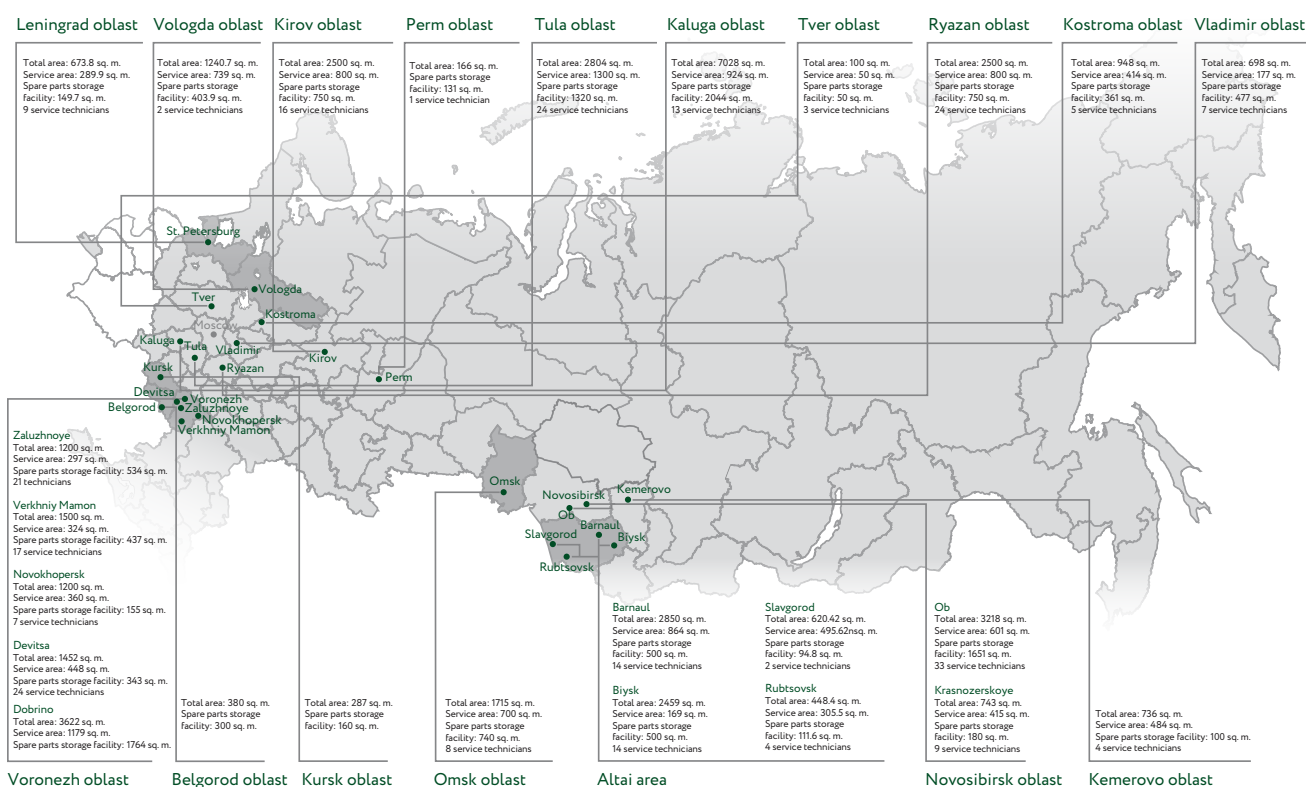 Leningrad oblast
Total area: 673.8 sq. m.
Service area: 289.9 sq. m.
Spare parts storage
facility: 149.7 sq. m.
9 service technicians
Vologda oblast
Total area: 1240.7 sq. m.
Service area: 739 sq. m.
Spare parts storage
facility: 403.9 sq. m.
2 service technicians
Kirov oblast
Total area: 2500 sq. m.
Service area: 800 sq. m.
Spare parts storage
facility: 750 sq. m.
16 service technicians
Perm oblast
Total area: 166 sq. m.
Spare parts storage
facility: 131 sq. m.
1 service technician
Tula oblast
Total area: 2804 sq. m.
Service area: 1300 sq. m.
Spare parts storage
facility: 1320 sq. m.
24 service technicians
Kaluga oblast
Total area: 7028 sq. m.
Service area: 924 sq. m.
Spare parts storage
facility: 2044 sq. m.
13 service technicians
Tver oblast
Total area: 100 sq. m.
Service area: 50 sq. m.
Spare parts storage
facility: 50 sq. m.
3 service technicians
Ryazan oblast
Total area: 2500 sq. m.
Service area: 800 sq. m.
Spare parts storage
facility: 750 sq. m.
24 service technicians
Kostroma oblast
Total area: 948 sq. m.
Service area: 414 sq. m.
Spare parts storage
facility: 361 sq. m.
5 service technicians
Vladimir oblast
Total area: 698 sq. m.
Service area: 177 sq. m.
Spare parts storage
facility: 477 sq. m.
7 service technicians
St. Petersburg
Vologda
Tver
Kostroma
Moscow
Kaluga
Tula
Vladimir
Kirov
Kursk
Ryazan
Perm
Devitsa
Voronezh
Belgorod
Zaluzhnoye
Novokhopersk
Verkhniy Mamon
Omsk
Novosibirsk
Kemerovo
Ob
Barnaul
Slavgorod
Biysk
Rubtsovsk
Zaluzhnoye
Total area: 1200 sq. m.
Service area: 297 sq. m.
Spare parts storage facility: 534 sq. m.
21 technicians
Verkhniy Mamon
Total area: 1500 sq. m.
Service area: 324 sq. m.
Spare parts storage facility: 437 sq. m.
17 service technicians
Novokhopersk
Total area: 1200 sq. m.
Service area: 360 sq. m.
Spare parts storage facility: 155 sq. m.
7 service technicians
Devitsa
Total area: 1452 sq. m.
Service area: 448 sq. m.
Spare parts storage facility: 343 sq. m.
24 service technicians
Dobrino
Total area: 3622 sq. m.
Service area: 1179 sq. m.
Spare parts storage facility: 1764 sq. m.
Voronezh oblast
Total area: 380 sq. m.
Spare parts storage
facility: 300 sq. m.
Belgorod oblast
Total area: 287 sq. m.
Spare parts storage
facility: 160 sq. m.
Kursk oblast
Total area: 1715 sq. m.
Service area: 700 sq. m.
Spare parts storage
facility: 740 sq. m.
8 service technicians
Omsk oblast
Barnaul
Total area: 2850 sq. m.
Service area: 864 sq. m.
Spare parts storage
facility: 500 sq. m.
14 service technicians
Biysk
Total area: 2459 sq. m.
Service area: 169 sq. m.
Spare parts storage
facility: 500 sq. m.
14 service technicians
Slavgorod
Total area: 620.42 sq. m.
Service area: 495.62nsq. m.
Spare parts storage
facility: 94.8 sq. m.
2 service technicians
Rubtsovsk
Total area: 448.4 sq. m.
Service area: 305.5 sq. m.
Spare parts storage
facility: 111.6 sq. m.
4 service technicians
Altai area
Ob
Total area: 3218 sq. m.
Service area: 601 sq. m.
Spare parts storage
facility: 1651 sq. m.
33 service technicians
Krasnozerskoye
Total area: 743 sq. m.
Service area: 415 sq. m.
Spare parts storage
facility: 180 sq. m.
9 service technicians
Novosibirsk oblast
Total area: 736 sq. m.
Service area: 484 sq. m.
Spare parts storage facility: 100 sq. m.
4 service technicians
Kemerovo oblast